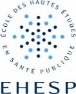 ÉCOLE DES HAUTES ÉTUDES
EN SANTÉ PUBLIQUE
EHESP